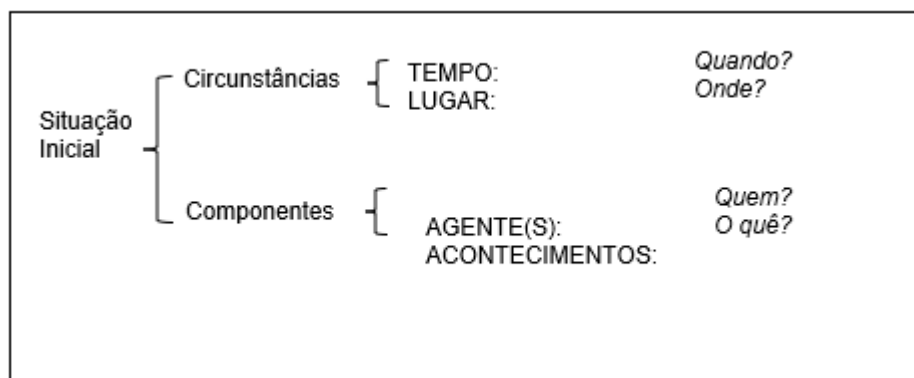 Situação
Inicial
Circunstâncias
TEMPO: Quando?
LUGAR: Onde?
Componentes
Quem?
AGENTE(S): O quê?
ACONTECIMENTOS: